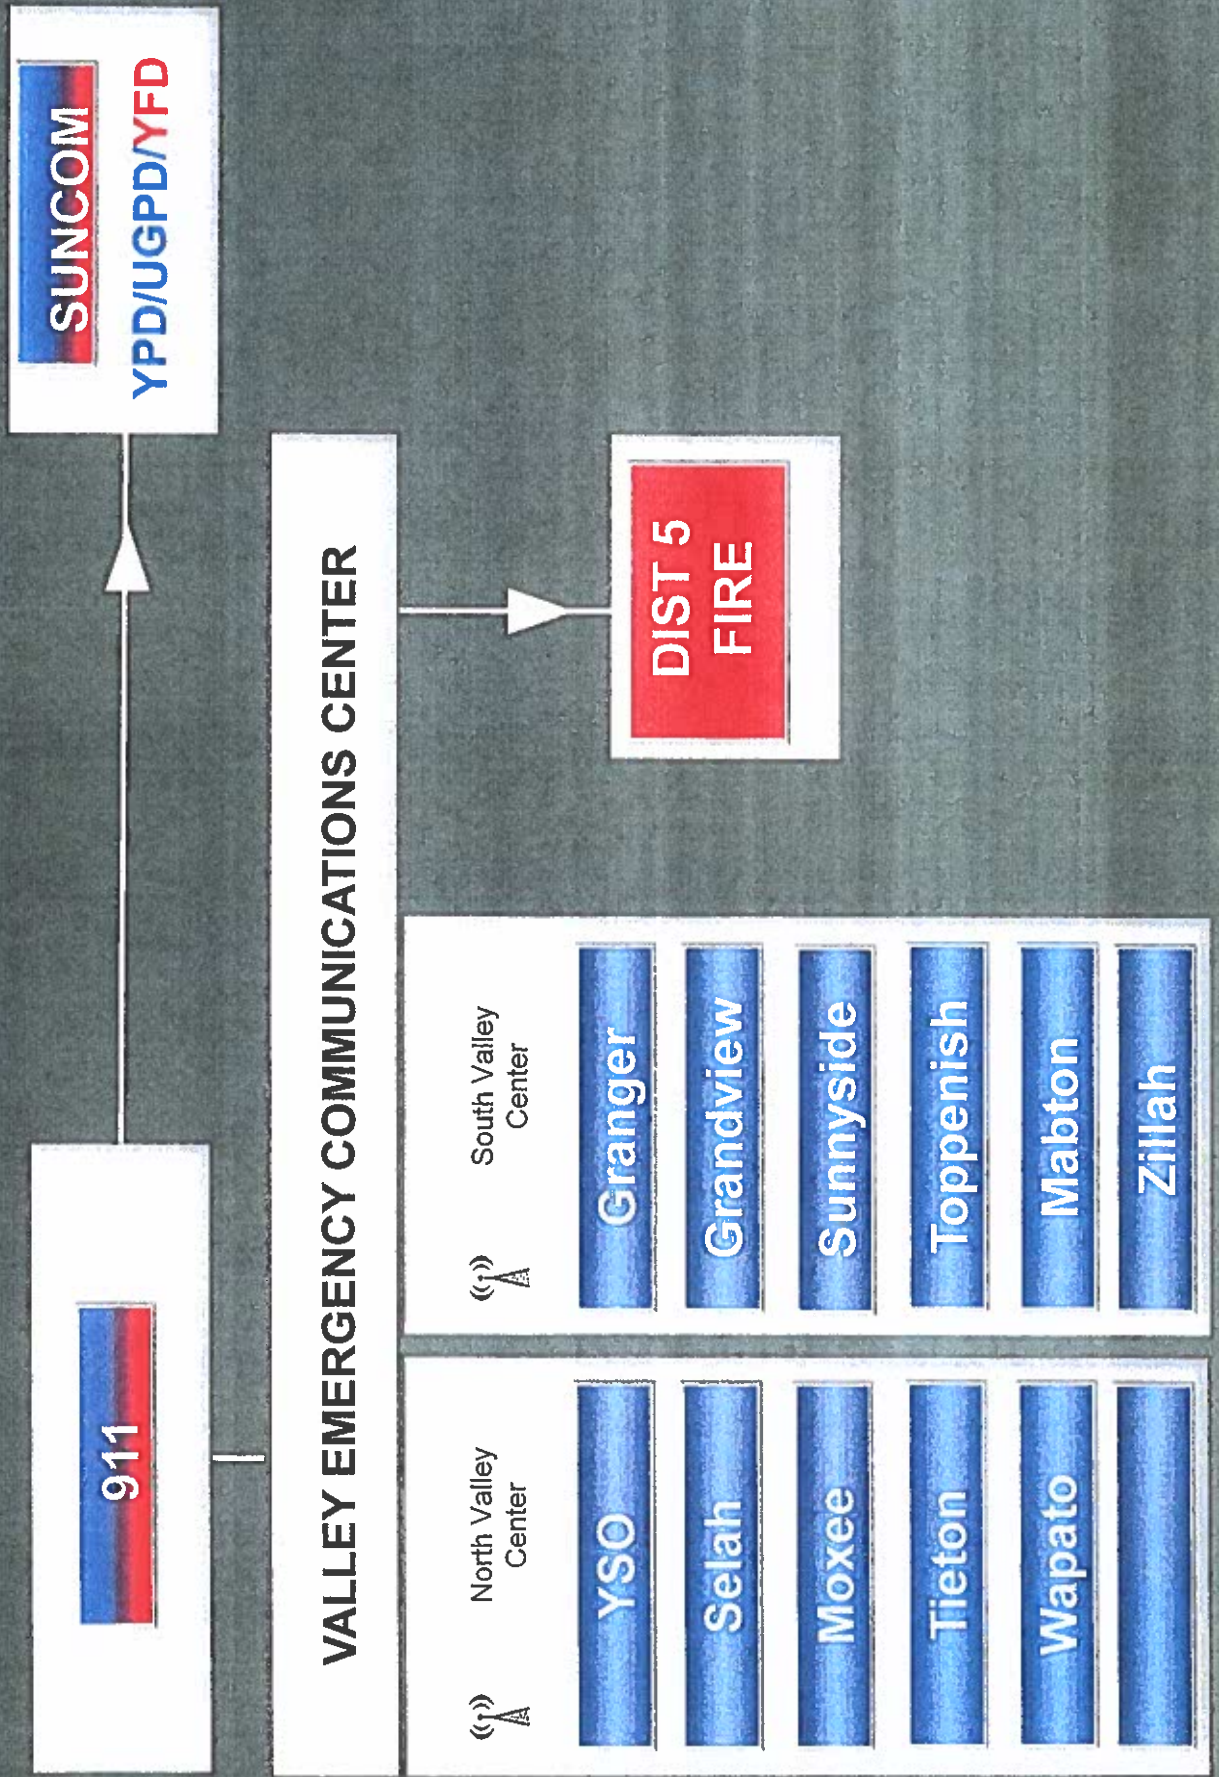 911
SUNCOM
YPD/UGPD/YFD
VALLEY EMERGENCY COMMUNICATIONS CENTER
North Valley
Center
YSO
Selah
Moxee
Tieton
Wapato
South Valley
Center
Granger
Grandview
Sunnyside
Toppenish
Mabton
Zillah
DIST 5
FIRE